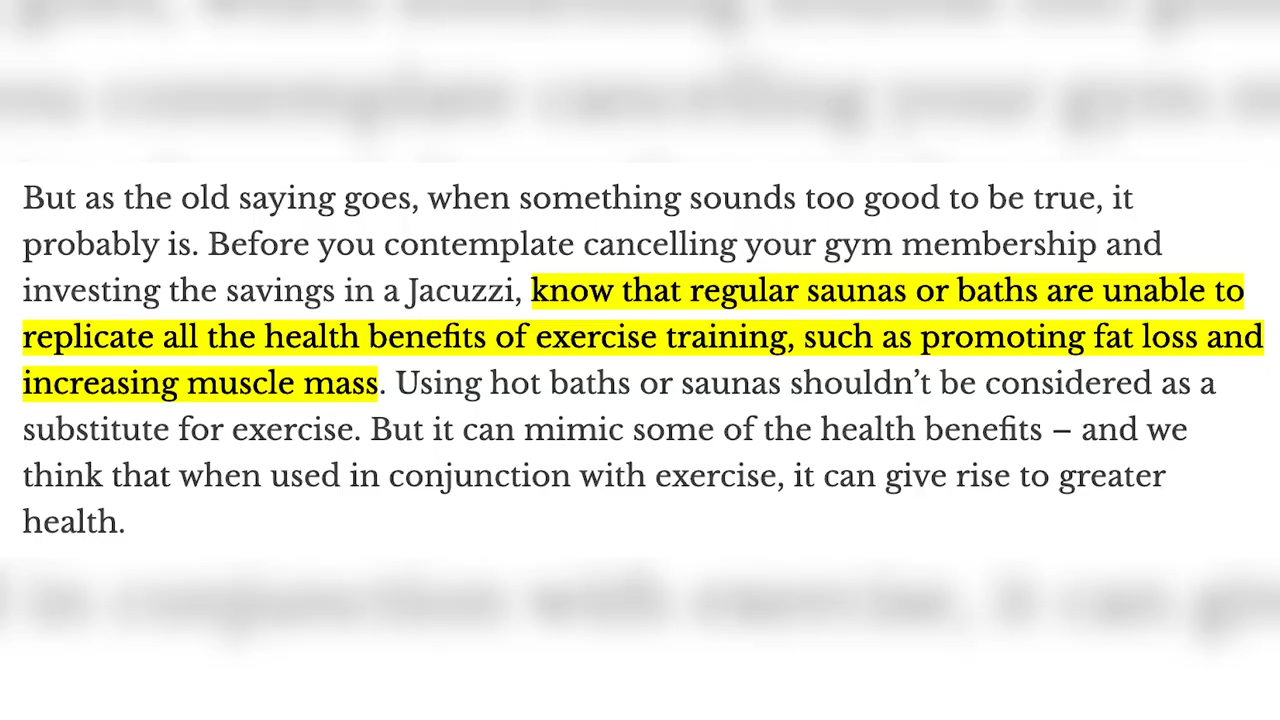 But as the old saying goes, when something sounds too good to be true, it
probably is. Before you contemplate cancelling your gym membership and
investing the savings in a Jacuzzi, know that regular saunas or baths are unable to
replicate all the health benefits of exercise training, such as promoting fat loss and
increasing muscle mass. Using hot baths or saunas shouldn’t be considered as a
substitute for exercise. But it can mimic some of the health benefits – and we
think that when used in conjunction with exercise, it can give rise to greater
health.